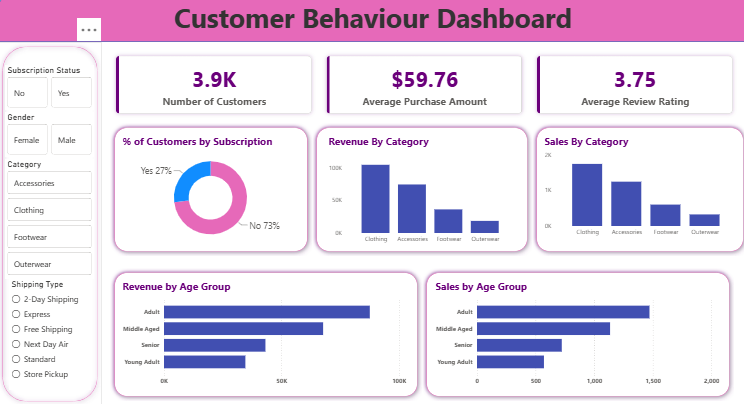 Customer Behaviour Dashboard
Subscription Status
No
Yes
Gender
Female
Male
Category
Accessories
Clothing
Footwear
Outerwear
Shipping Type
2-Day Shipping
Express
Free Shipping
Next Day Air
Standard
Store Pickup
3.9K
Number of Customers
$59.76
Average Purchase Amount
3.75
Average Review Rating
% of Customers by Subscription
Yes 27%
No 73%
Revenue By Category
100K
50K
0K
Clothing
Accessories
Footwear
Outerwear
Sales By Category
2K
1K
0K
Clothing
Accessories
Footwear
Outerwear
Revenue by Age Group
Adult
Middle Aged
Senior
Young Adult
0K
50K
100K
Sales by Age Group
Adult
Middle Aged
Senior
Young Adult
0
500
1,000
1,500
2,000